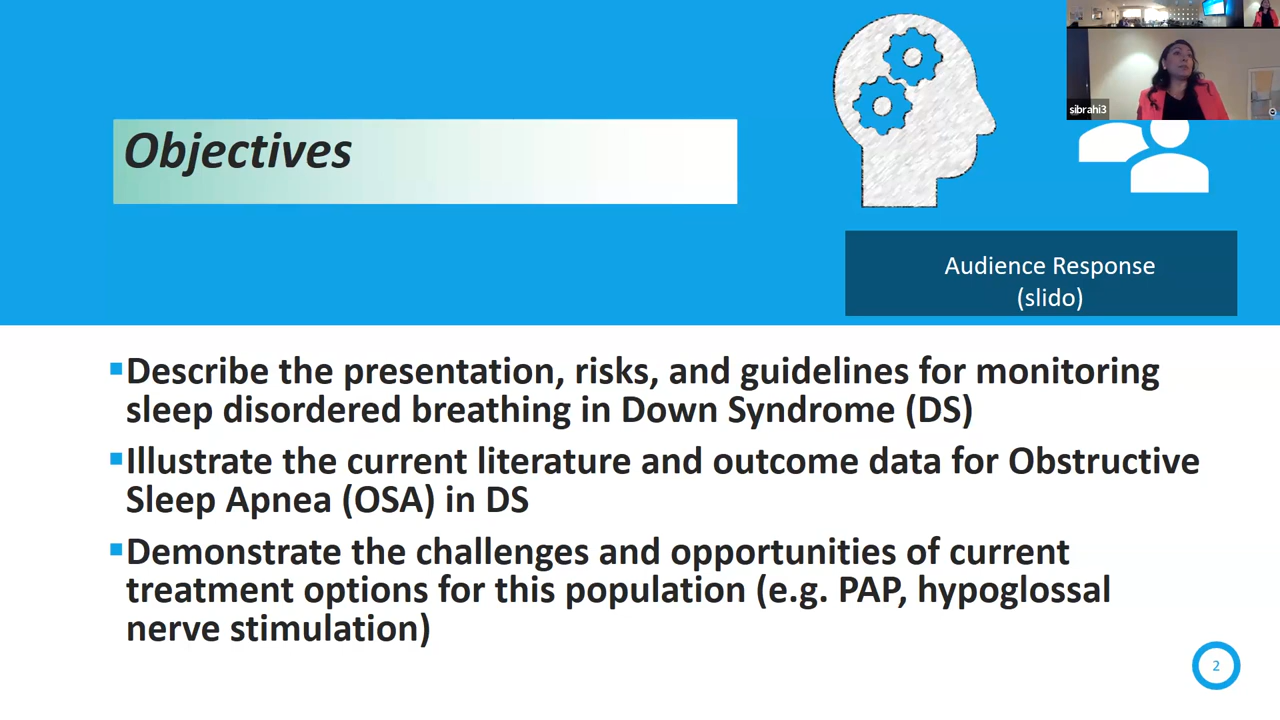 sibrahi3
Objectives
Audience Response
(slido)
Describe the presentation, risks, and guidelines for monitoring
sleep disordered breathing in Down Syndrome (DS)
Illustrate the current literature and outcome data for Obstructive
Sleep Apnea (OSA) in DS
Demonstrate the challenges and opportunities of current
treatment options for this population (e.g. PAP, hypoglossal
nerve stimulation)
2